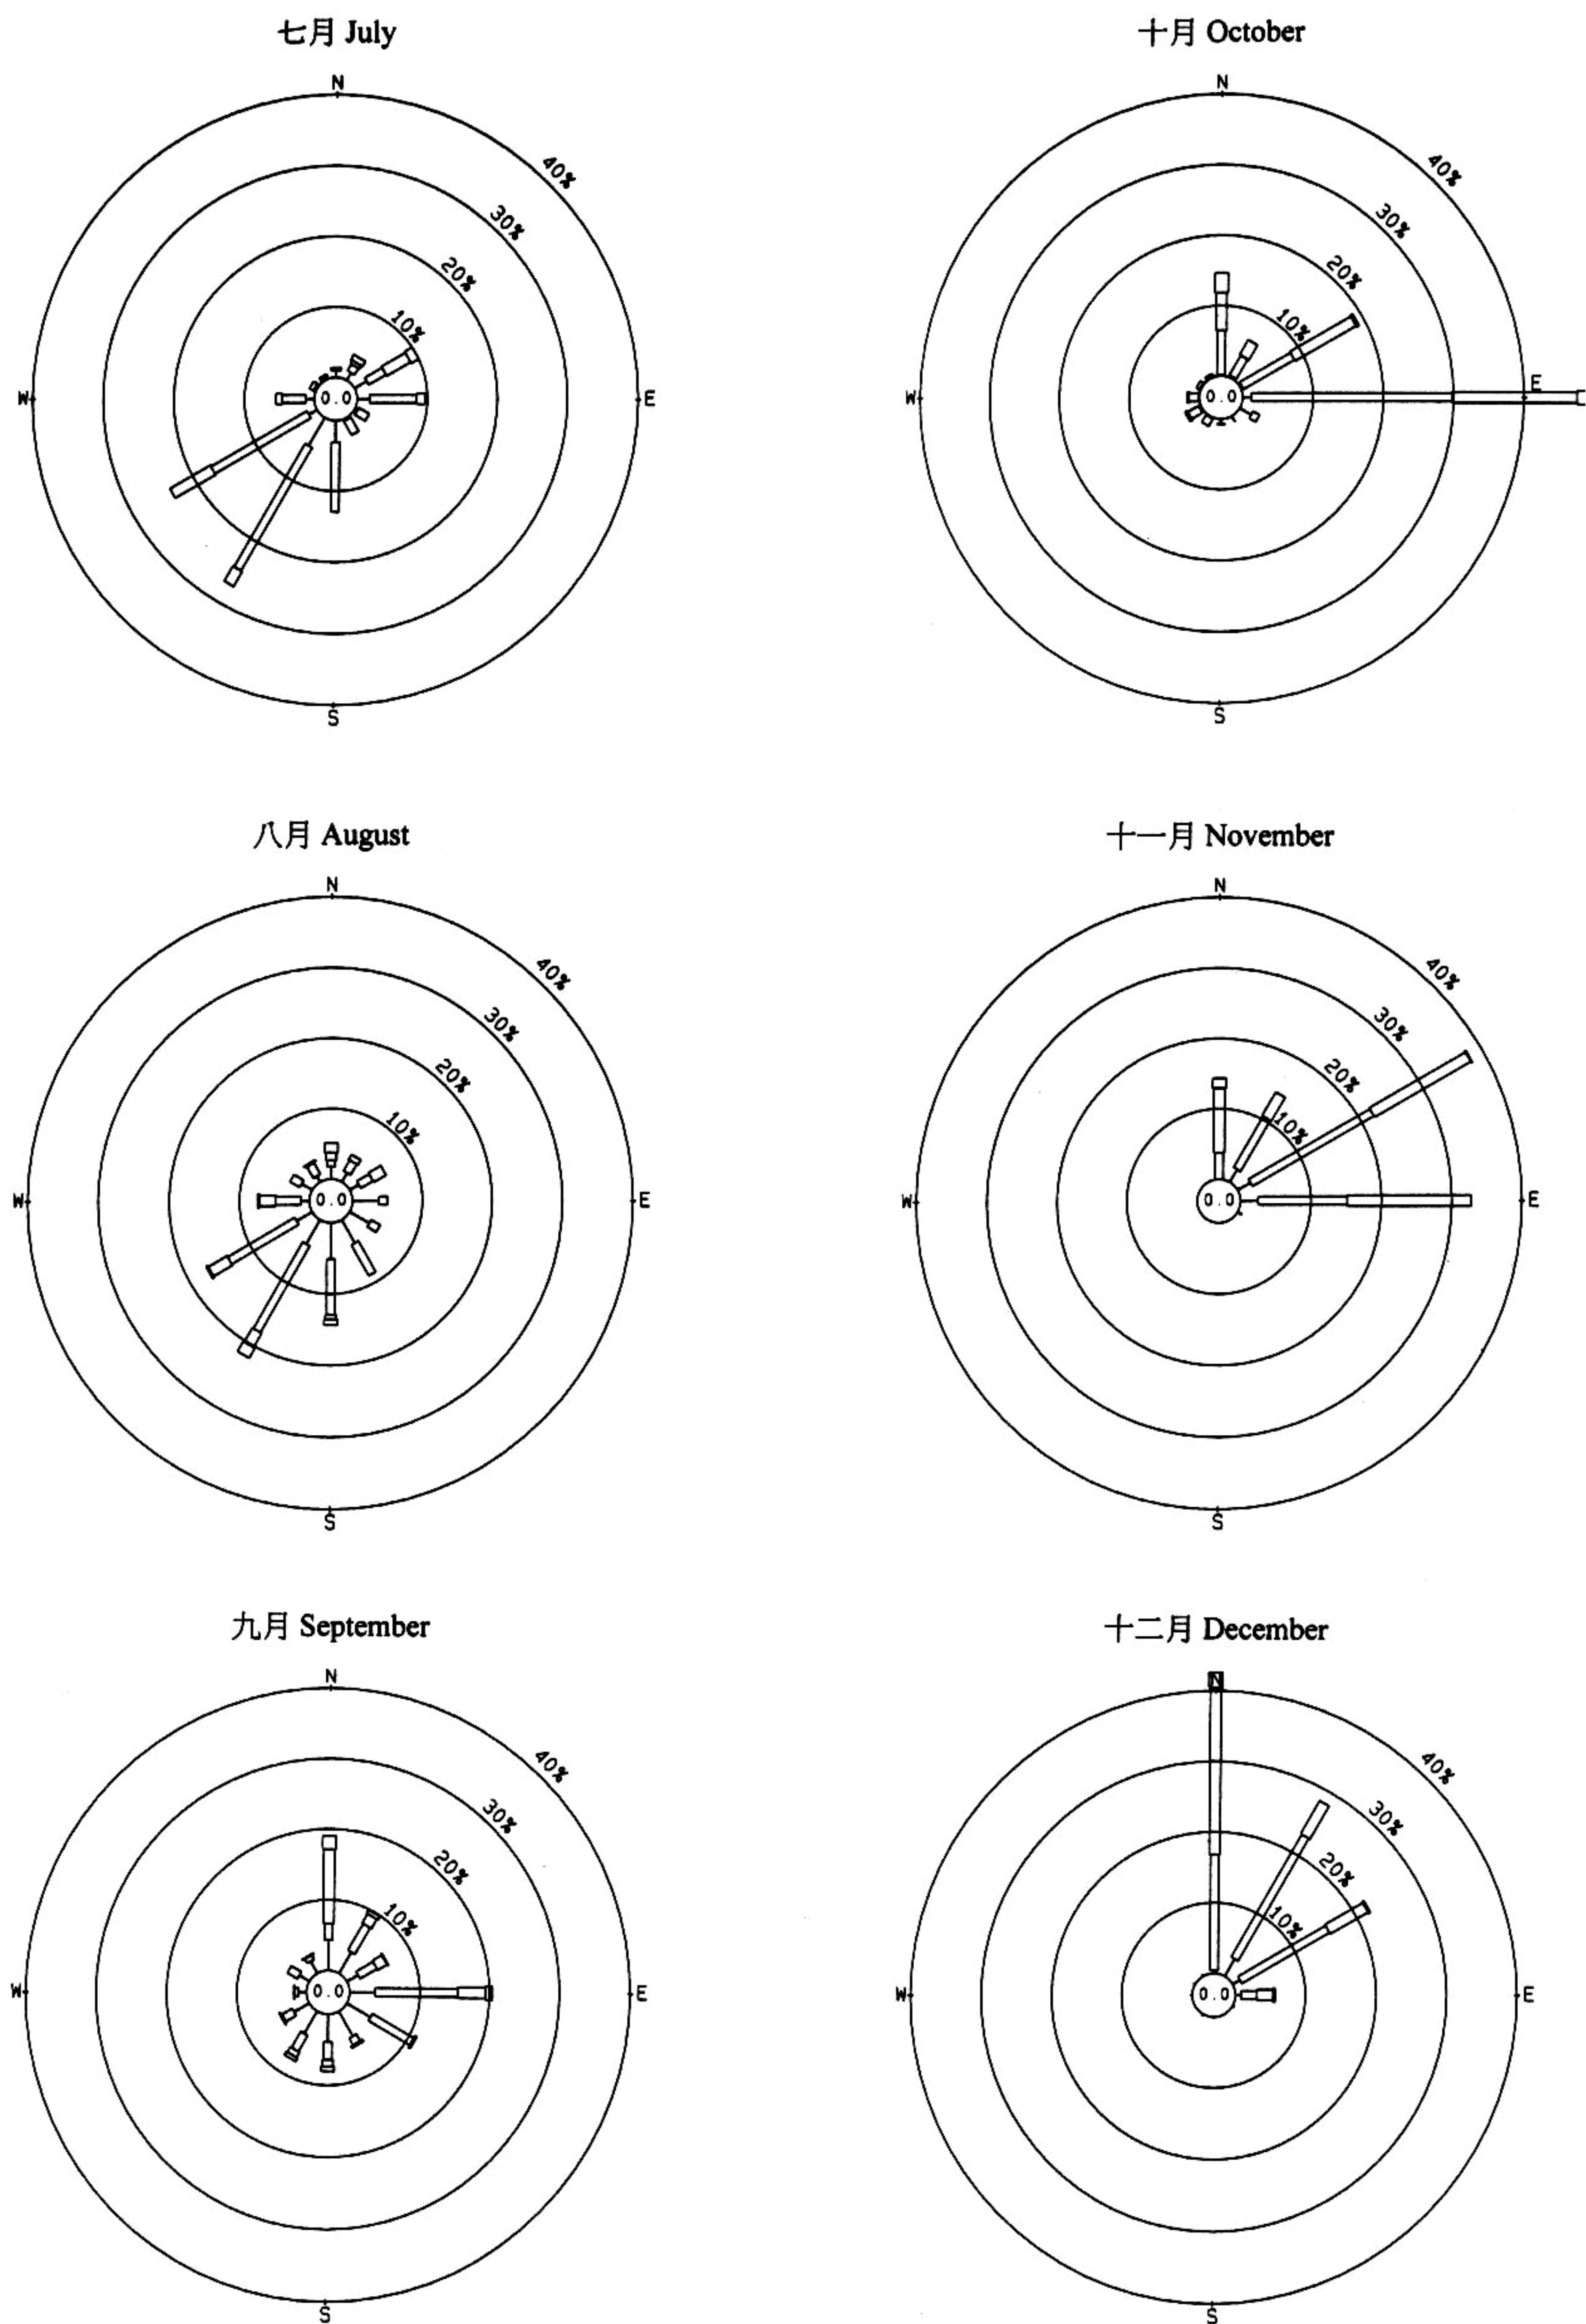 七月 July
N
40%
30%
20%
10%
W
0.0
E
S
十月 October
N
40%
30%
20%
10%
E
W
0.0
S
八月 August
N
40%
30%
20%
10%
W
0.0
E
S
十一月 November
N
40%
30%
20%
10%
W
0.0
E
S
九月 September
N
40%
30%
20%
10%
W
0.0
E
S
十二月 December
N
40%
30%
20%
10%
W
0.0
E
S